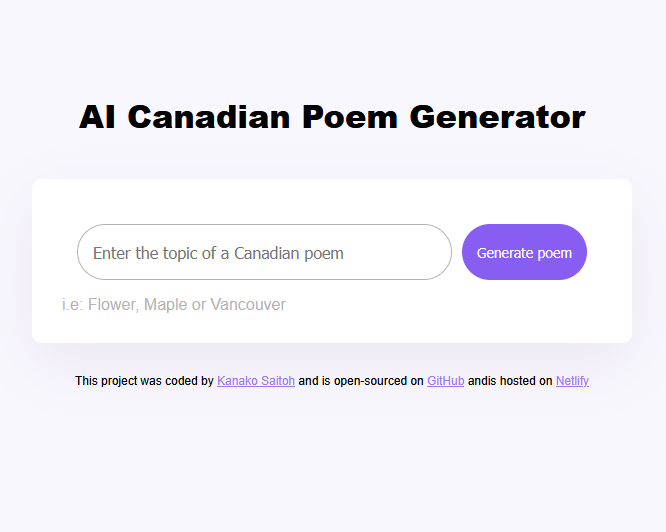 AI Canadian Poem Generator
Enter the topic of a Canadian poem
Generate poem
i.e: Flower, Maple or Vancouver
This project was coded by Kanako Saitoh and is open-sourced on GitHub andis hosted on Netlify